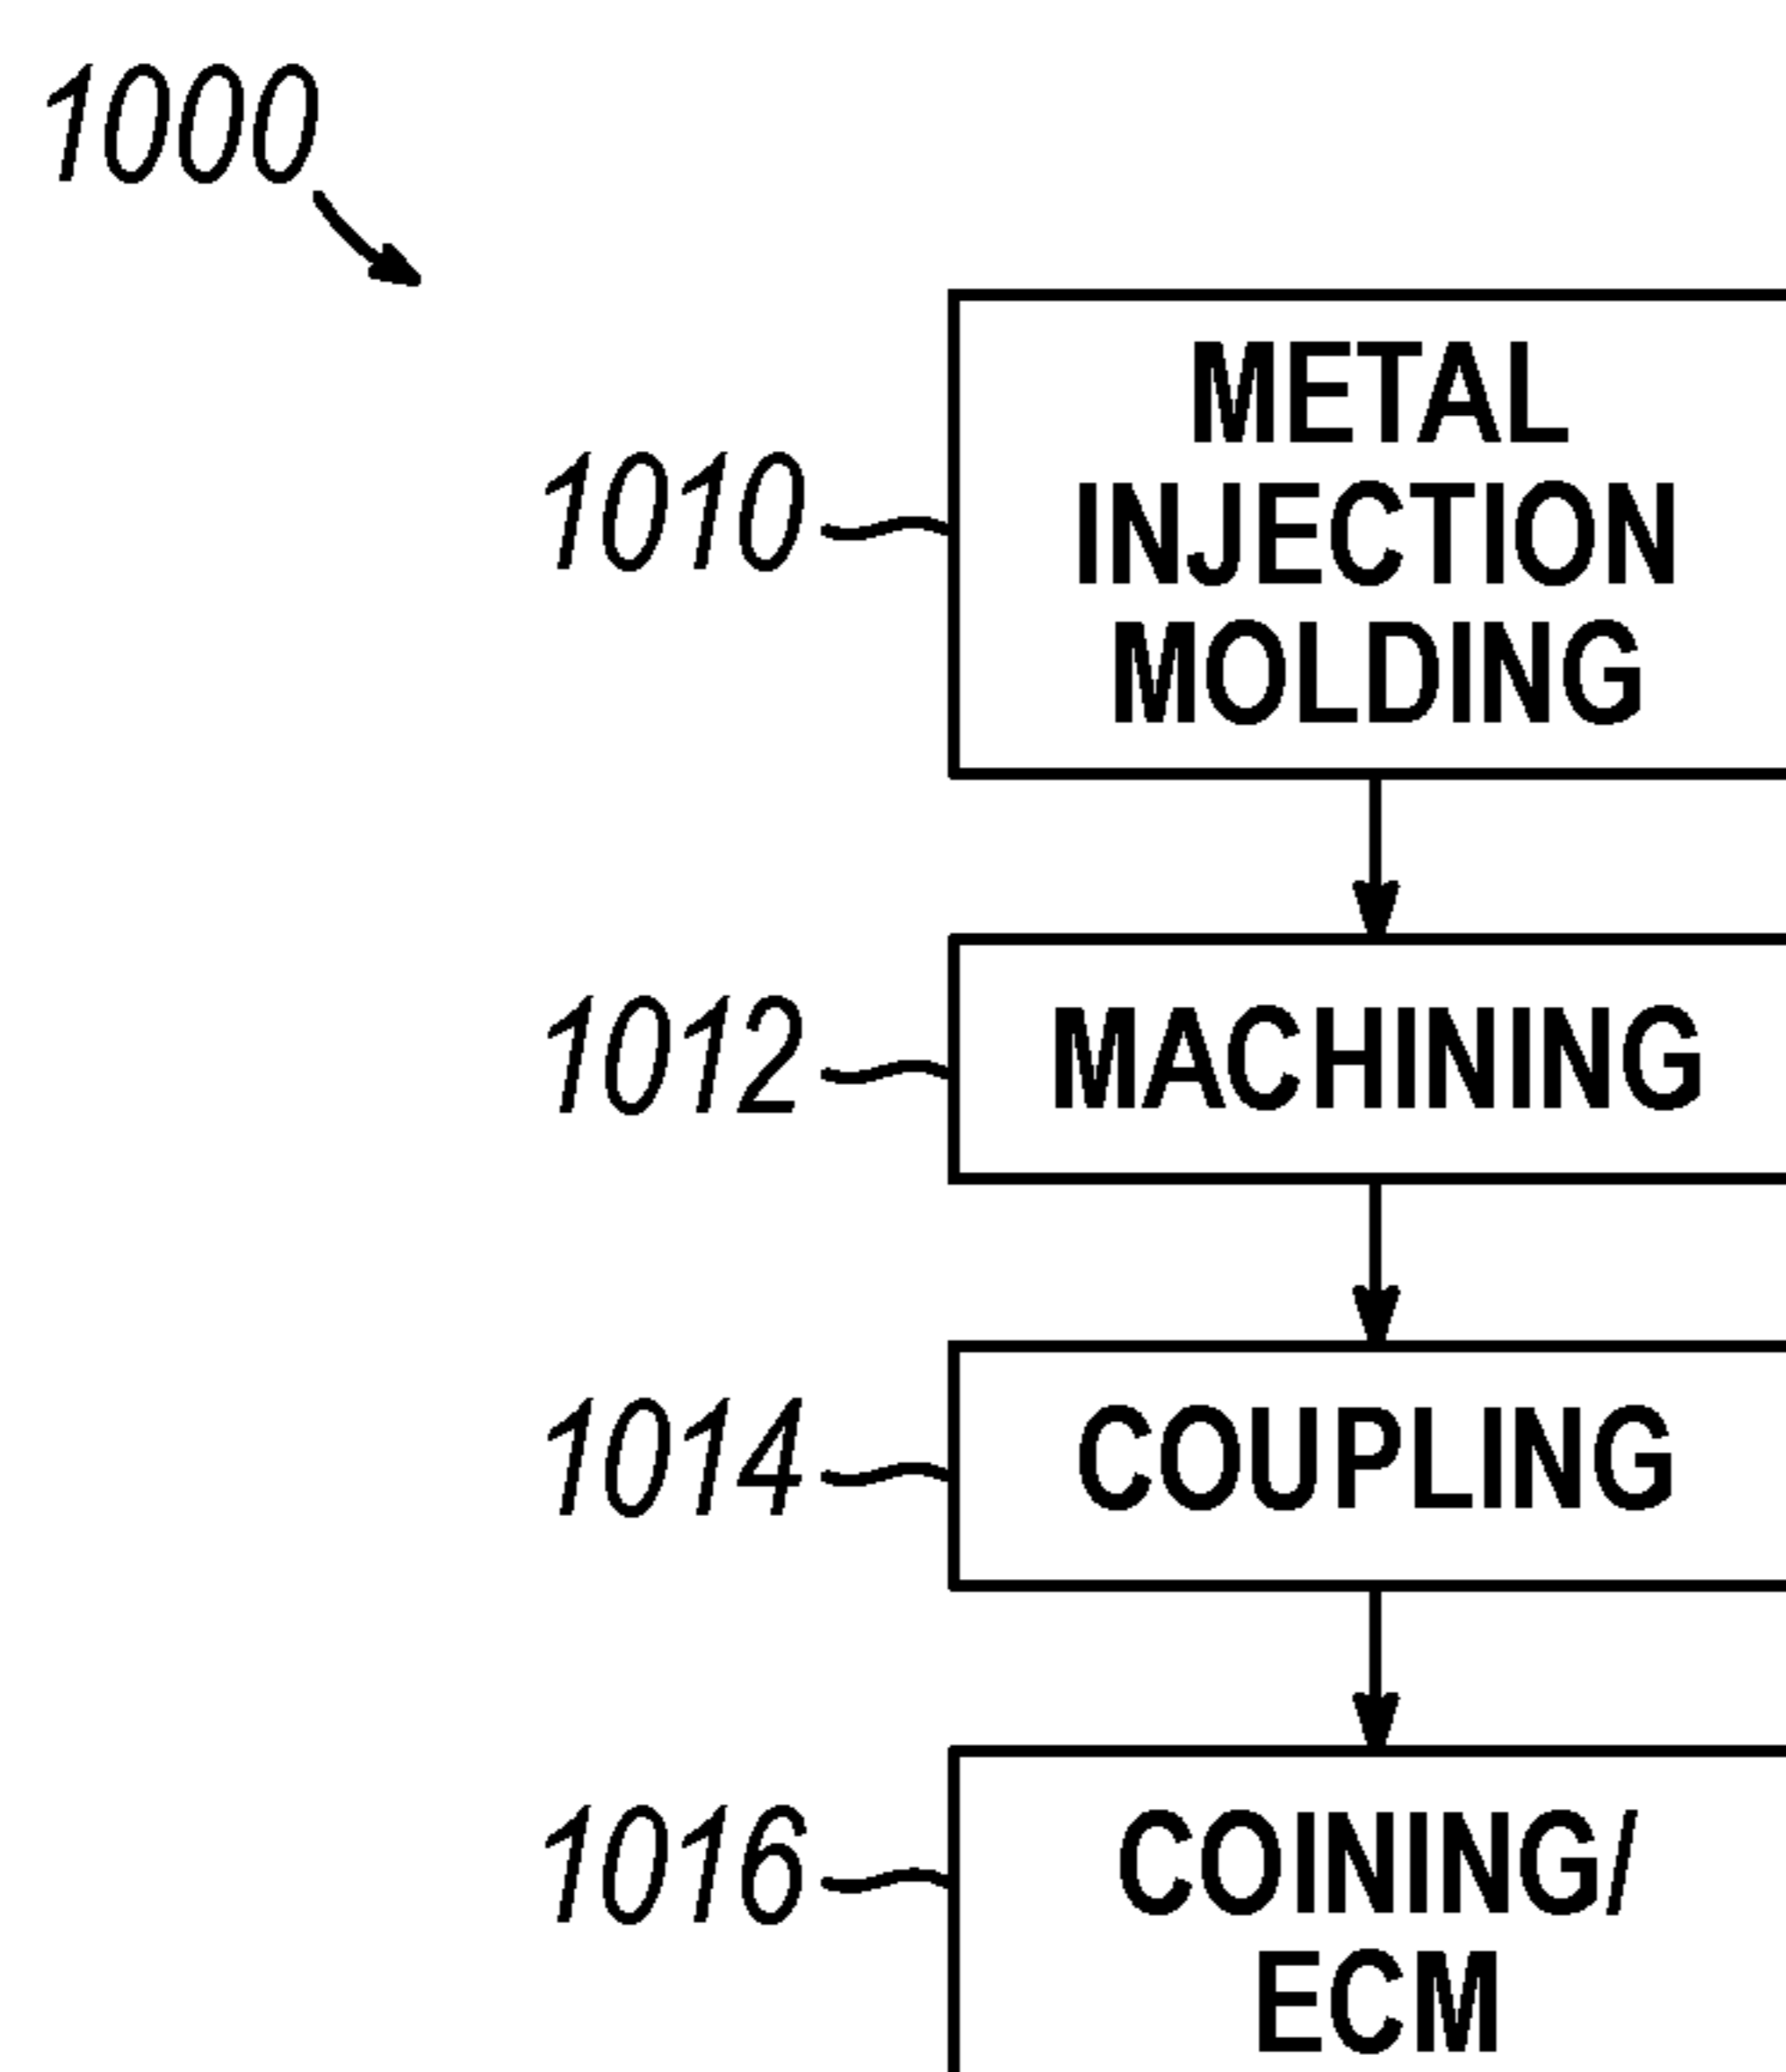 1000
METAL
1010
INJECTION
MOLDING
1012
MACHINING
1014
COUPLING
1016
COINING/
ECM